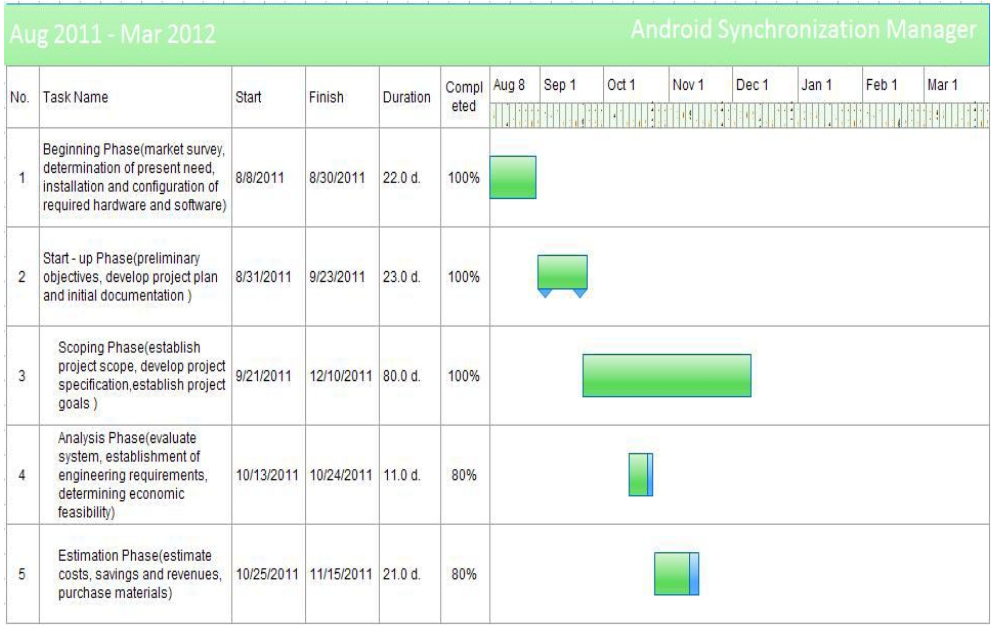 Aug 2011 - Mar 2012
Android Synchronization Manager
No. Task Name Start Finish Duration Compl
eted
Aug 8 Sep 1 Oct 1 Nov 1 Dec 1 Jan 1 Feb 1 Mar 1
Beginning Phase(market survey,
determination of present need,
1 installation and configuration of 8/8/2011 8/30/2011 22.0 d. 100%
required hardware and software)
Start - up Phase(preliminary
2 objectives, develop project plan 8/31/2011 9/23/2011 23.0 d. 100%
and initial documentation )
Scoping Phase(establish
project scope, develop project
3 specification,establish project 9/21/2011 12/10/2011 80.0 d. 100%
goals )
Analysis Phase(evaluate
system, establishment of
4 engineering requirements, 10/13/2011 10/24/2011 11.0 d. 80%
determining economic
feasibility)
Estimation Phase(estimate
5 costs, savings and revenues, 10/25/2011 11/15/2011 21.0 d. 80%
purchase materials)